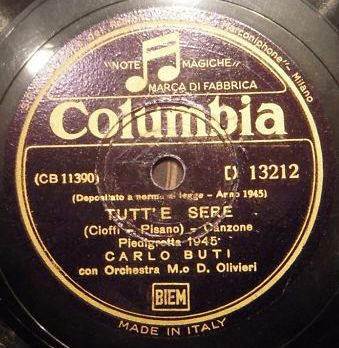 Marconiphone" - Milano
"NOTE MAGICHE"
MARCA DI FABBRICA
Columbia
(CB 11390)
D 13212
(Depositato a norma di legge - Anno 1945)
TUTT'E SERE
(Cioffi - Pisano) - Canzone
Piedigrotta 1945
CARLO BUTI
con Orchestra M.o D. Olivieri
BIEM
MADE IN ITALY